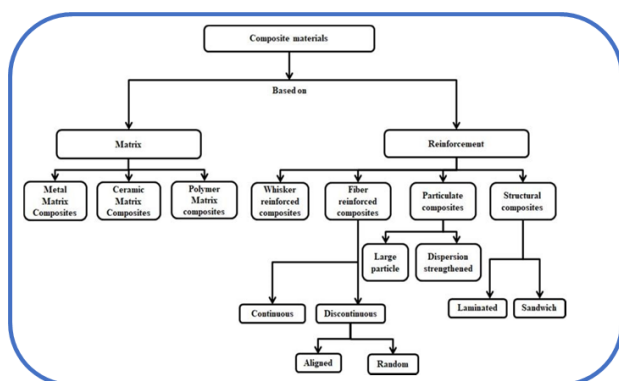 Composite materials
Based on
Matrix
Reinforcement
Metal
Matrix
Composites
Ceramic
Matrix
Composites
Polymer
Matrix
composites
Whisker
reinforced
composites
Fiber
reinforced
composites
Particulate
composites
Structural
composites
Large
particle
Dispersion
strengthened
Continuous
Discontinuous
Laminated
Sandwich
Aligned
Random